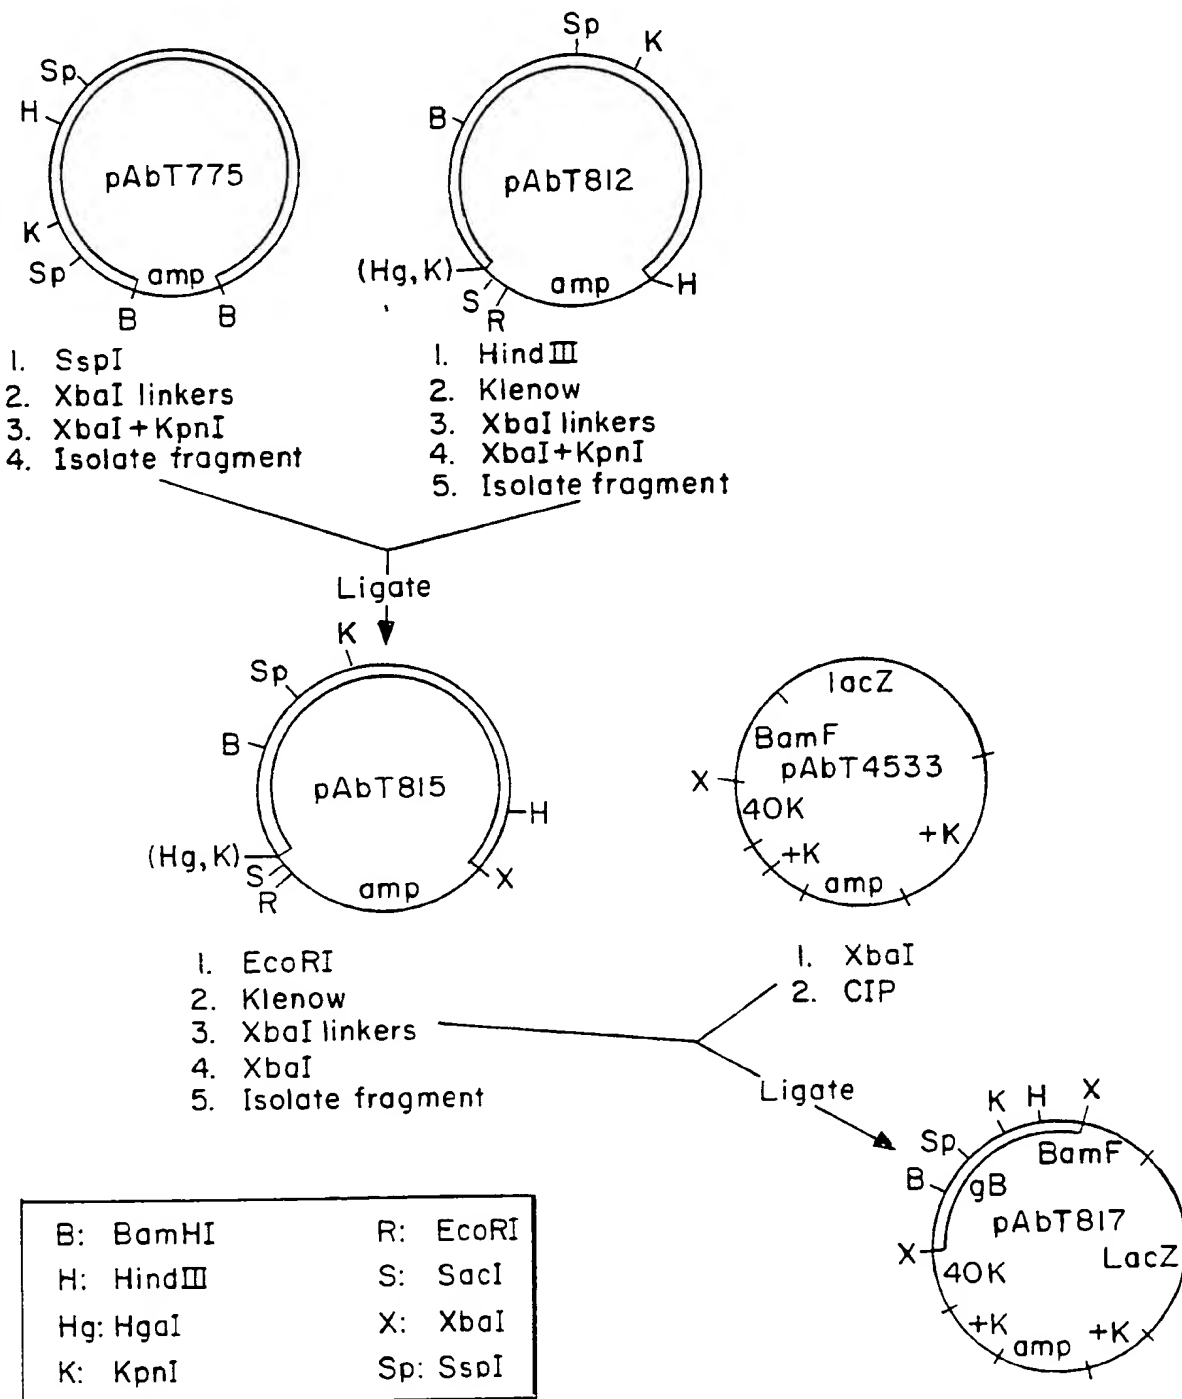 Sp
H
pAbT775
K
Sp
amp
B
B
Sp
K
B
pAbT812
(Hg, K)
S
R
amp
H
1. SspI
2. XbaI linkers
3. XbaI+KpnI
4. Isolate fragment
1. HindIII
2. Klenow
3. XbaI linkers
4. XbaI+KpnI
5. Isolate fragment
Ligate
K
Sp
B
pAbT815
H
(Hg, K)
S
R
amp
X
lacZ
BamF
pAbT4533
X
40K
+K
+K
amp
1. EcoRI
2. Klenow
3. XbaI linkers
4. XbaI
5. Isolate fragment
1. XbaI
2. CIP
Ligate
K
H
X
Sp
BamF
B
gB
pAbT817
X
40K
LacZ
+K
amp
+K
B: BamHI
H: HindIII
Hg: HgaI
K: KpnI
R: EcoRI
S: SacI
X: XbaI
Sp: SspI